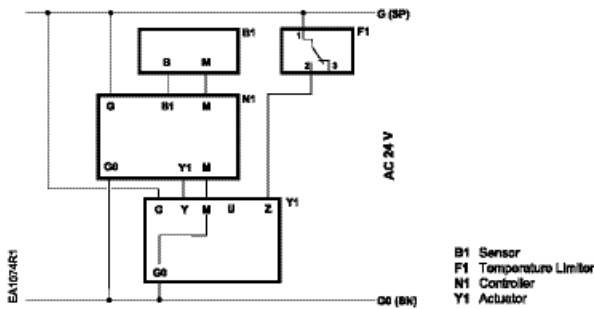 G (SP)
B1
F1
1
B M
2 3
N1
G B1 M
G0 Y1 M
AC 24 V
Y1
G Y M U Z
G0
EA1074R1
B1 Sensor
F1 Temperature Limiter
N1 Controller
Y1 Actuator
G0 (BN)